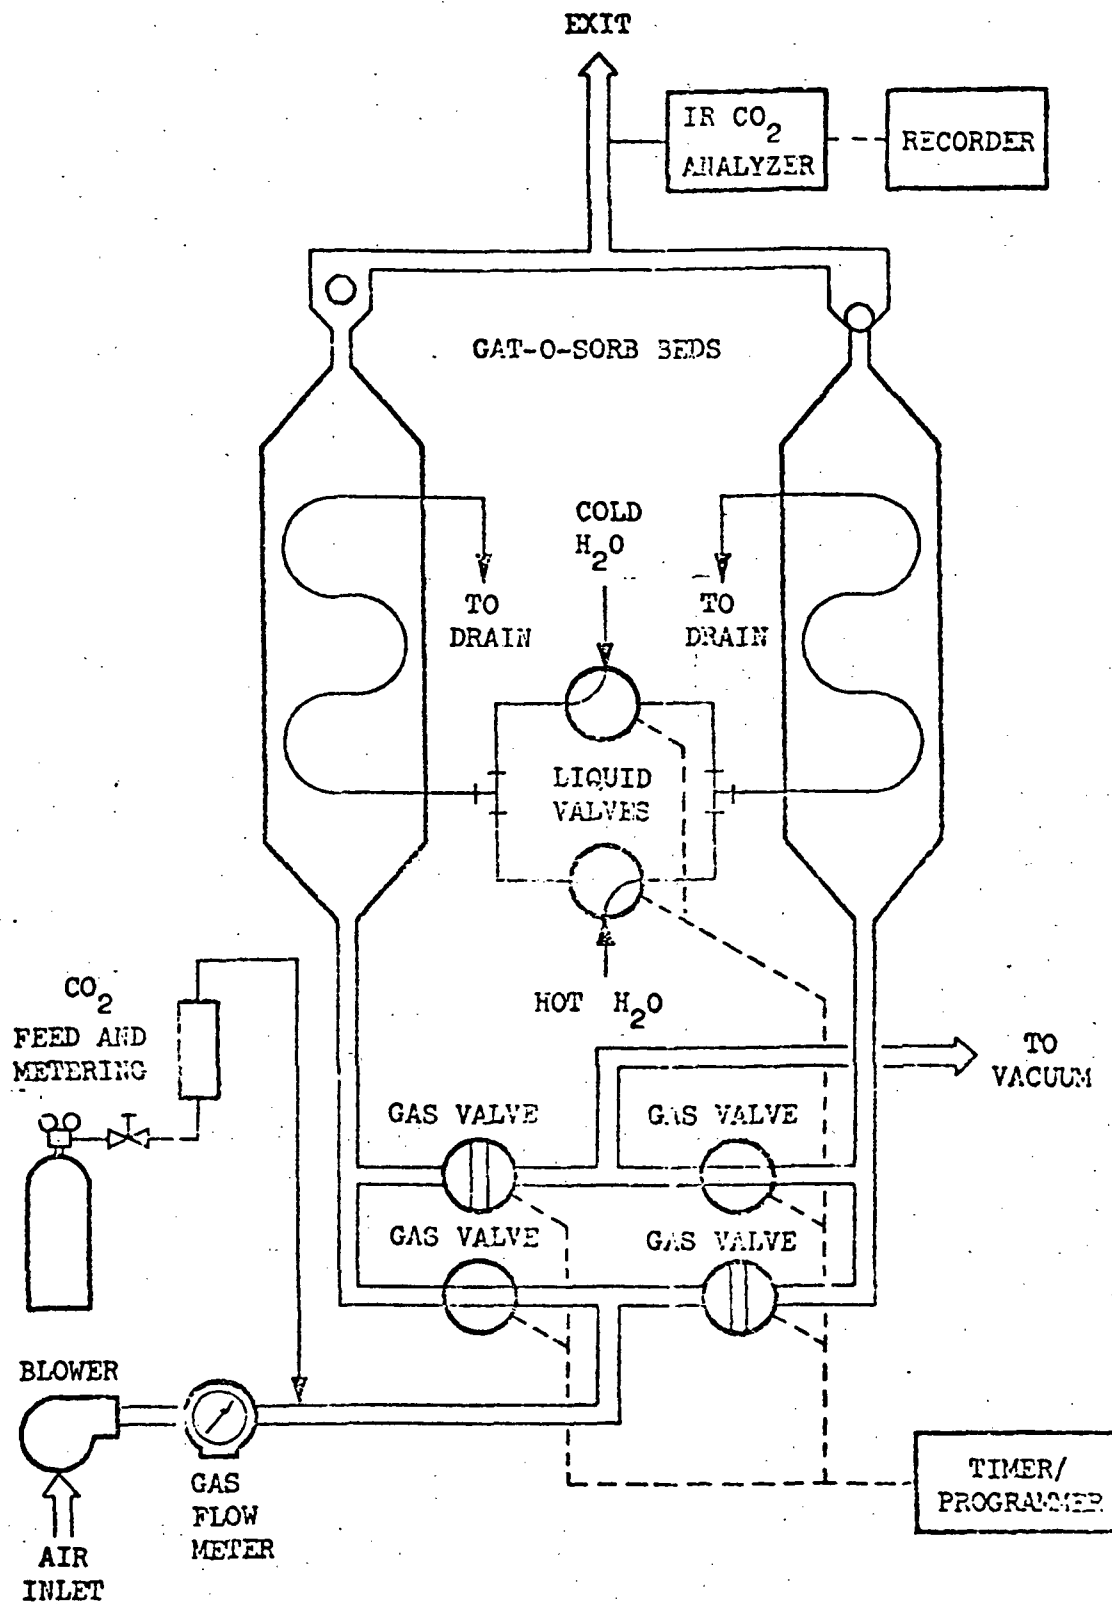 EXIT
IR CO2
ANALYZER
RECORDER
GAT-O-SORB BEDS
COLD
H2O
TO
DRAIN
TO
DRAIN
LIQUID
VALVES
HOT H2O
CO2
FEED AND
METERING
TO
VACUUM
GAS VALVE
GAS VALVE
GAS VALVE
GAS VALVE
BLOWER
GAS
FLOW
METER
AIR
INLET
TIMER/
PROGRAMMER